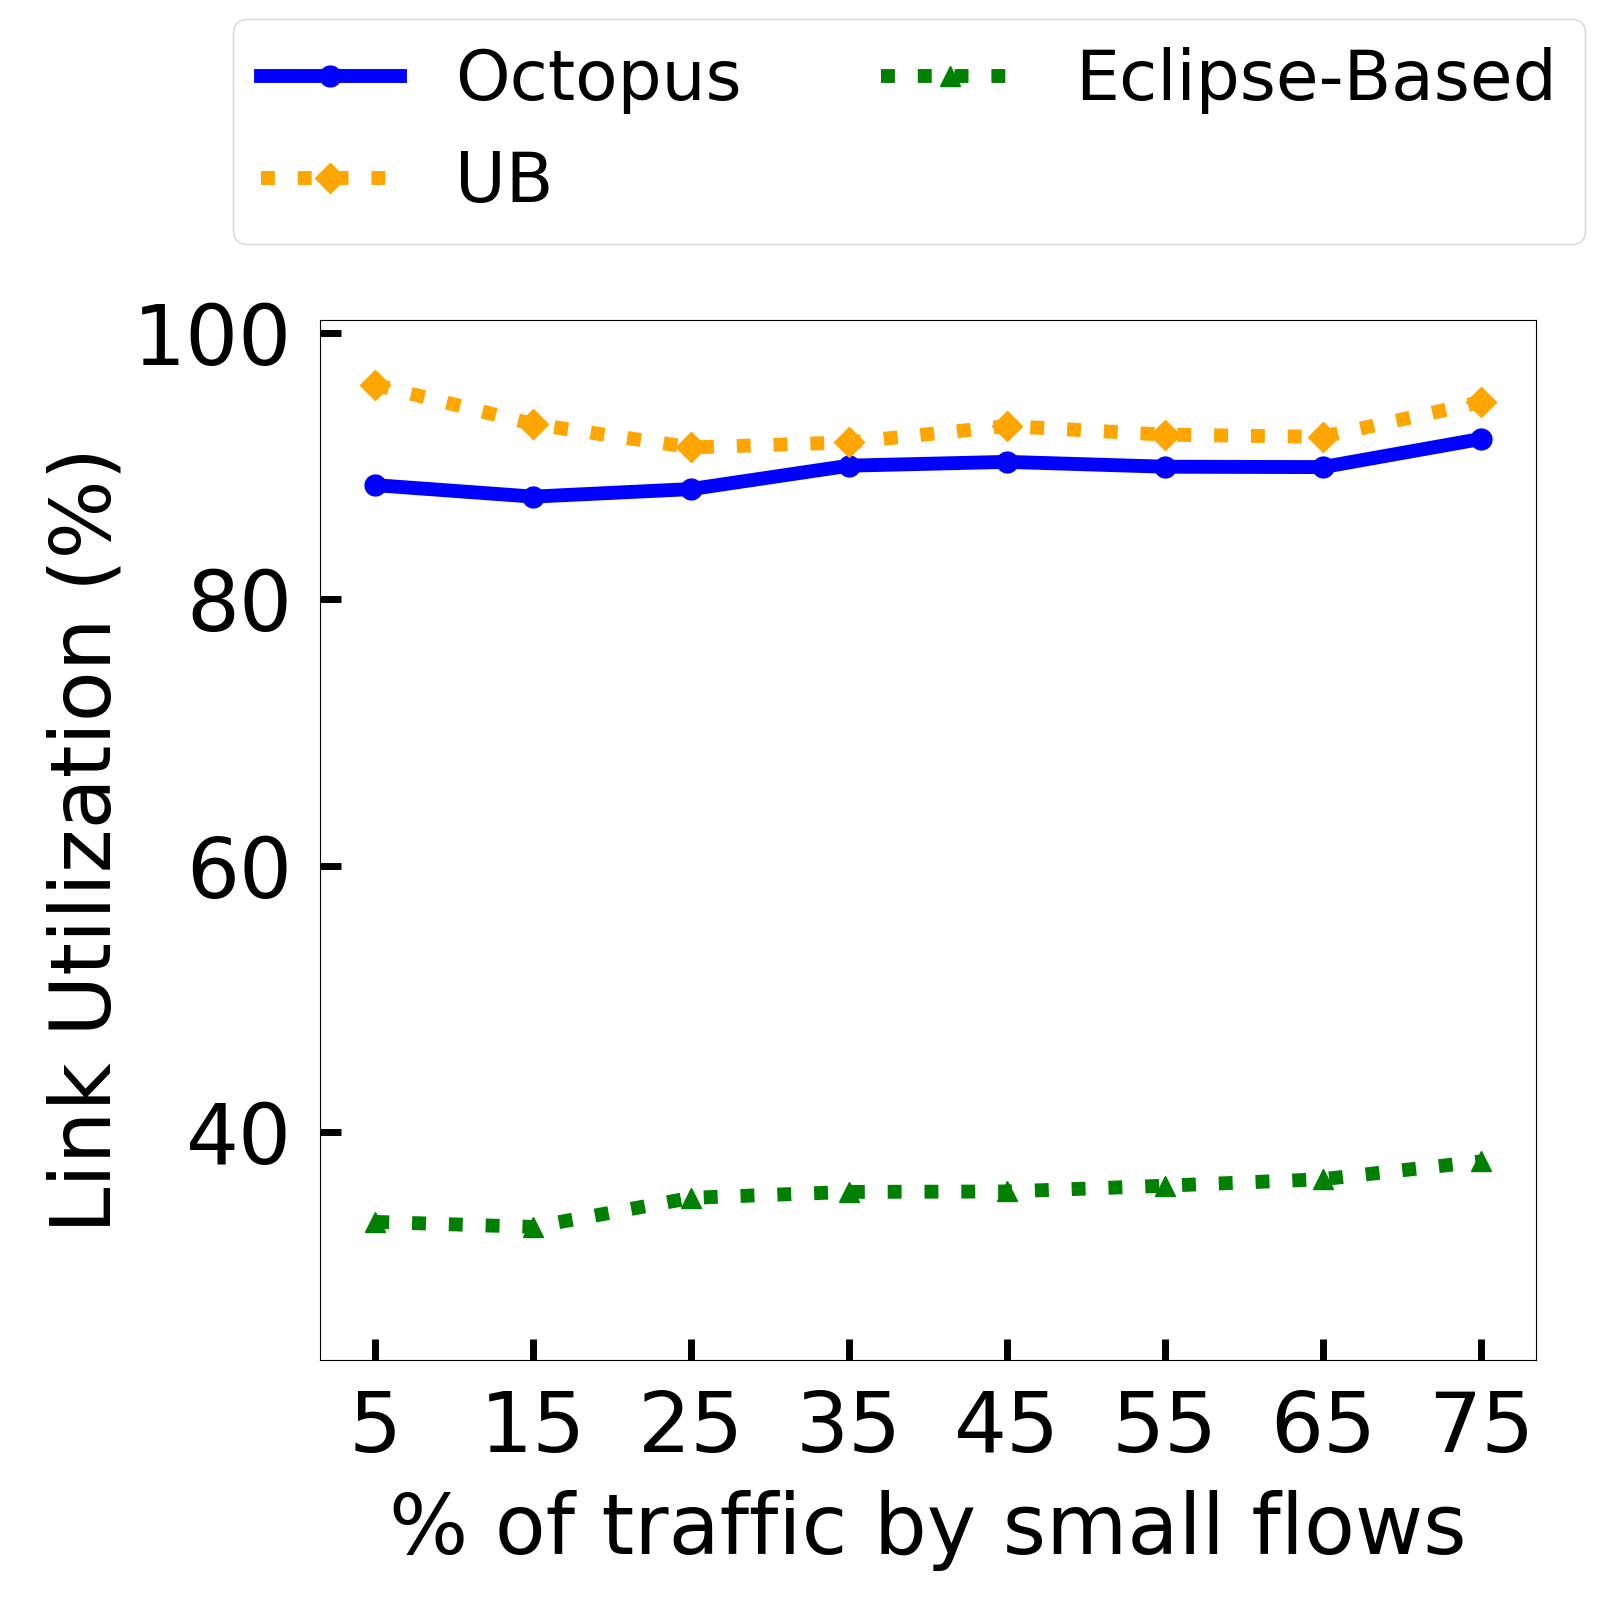 Octopus
UB
Eclipse-Based
Link Utilization (%)
100
80
60
40
5 15 25 35 45 55 65 75
% of traffic by small flows